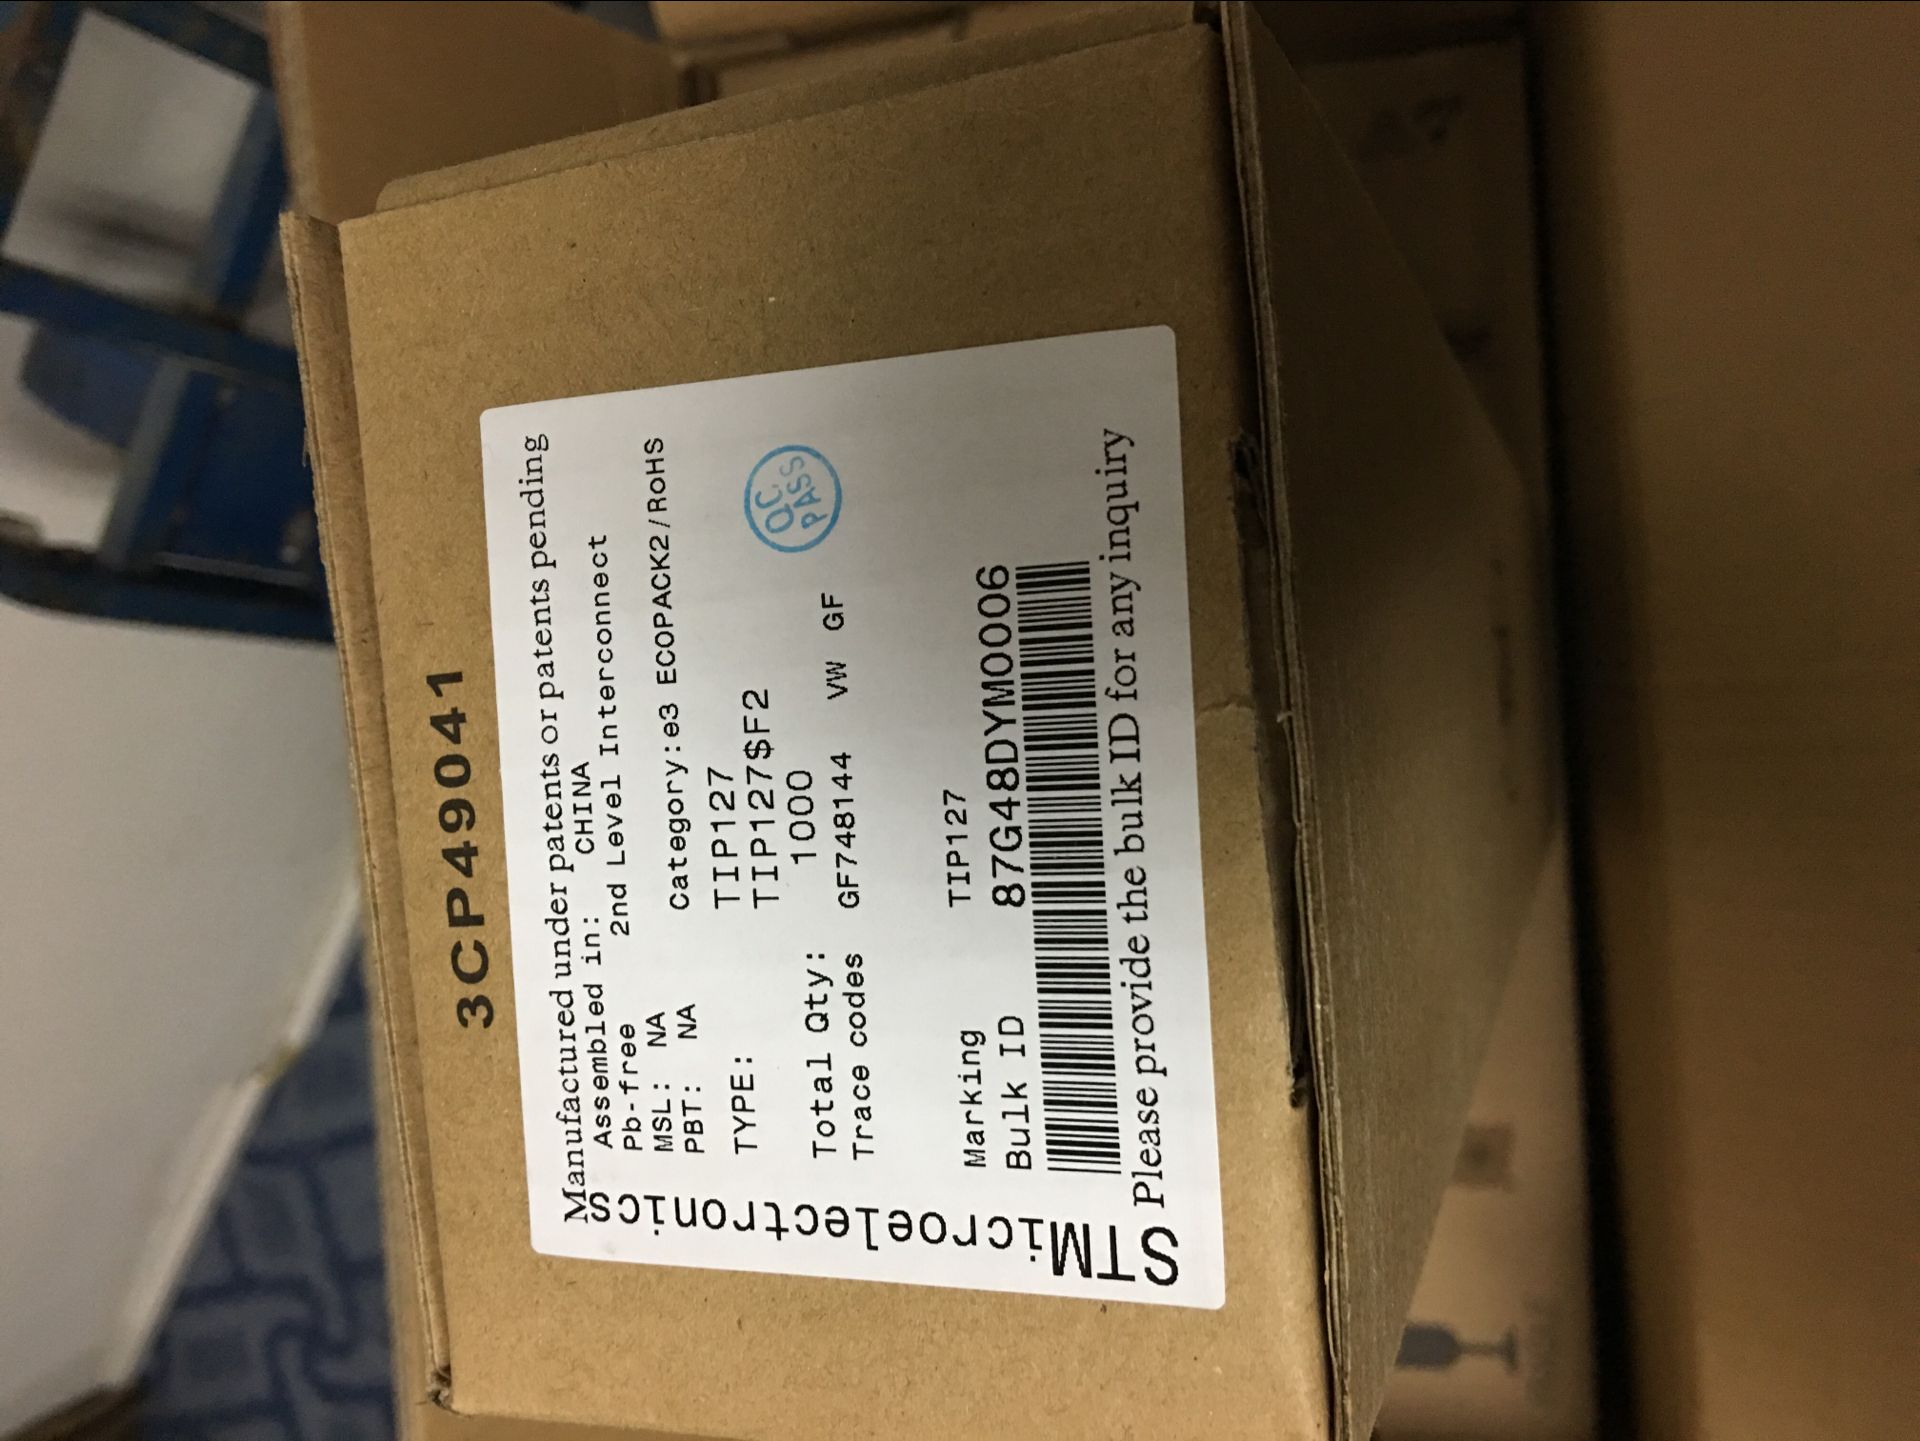 3CP49041
Manufactured under patents or patents pending
Assembled in: CHINA
Pb-free 2nd Level Interconnect
MSL: NA
PBT: NA Category:e3 ECOPACK2/ROHS
TYPE: TIP127
TIP127$F2
Total Qty: 1000
Trace codes GF748144 VW GF
QC
PASS
Marking TIP127
Bulk ID 87G48DYM0006
Please provide the bulk ID for any inquiry
STMicroelectronics